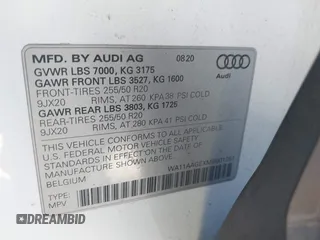 MFD. BY AUDI AG 08 20
GVWR LBS 7000, KG 3175
GAWR FRONT LBS 3527, KG 1600
FRONT-TIRES 255/50 R20
9JX20 RIMS, AT 260 KPA 38 PSI COLD
GAWR REAR LBS 3803, KG 1725
REAR-TIRES 255/50 R20
9JX20 RIMS, AT 280 KPA 41 PSI COLD
Audi
THIS VEHICLE CONFORMS TO ALL APPLICABLE
U.S. FEDERAL MOTOR VEHICLE SAFETY STANDARDS
IN EFFECT ON THE DATE OF MANUFACTURE SHOWN ABOVE.
BELGIUM
TYPE:
MPV
AUTOHELPERBOT.COM